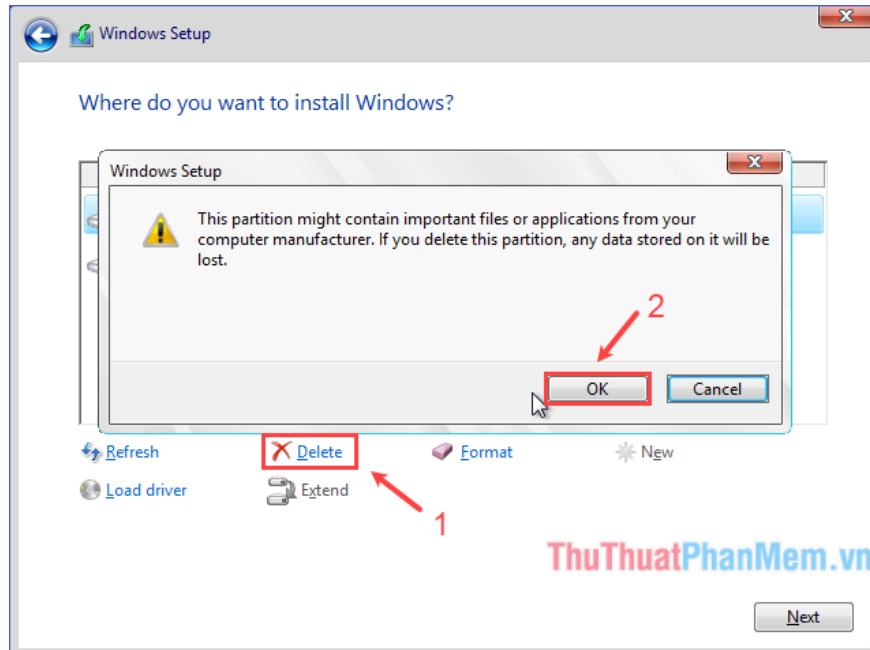 Windows Setup
Where do you want to install Windows?
Windows Setup
This partition might contain important files or applications from your
computer manufacturer. If you delete this partition, any data stored on it will be
lost.
2
OK Cancel
Refresh Delete Format New
Load driver Extend
1
ThuThuatPhanMem.vn
Next